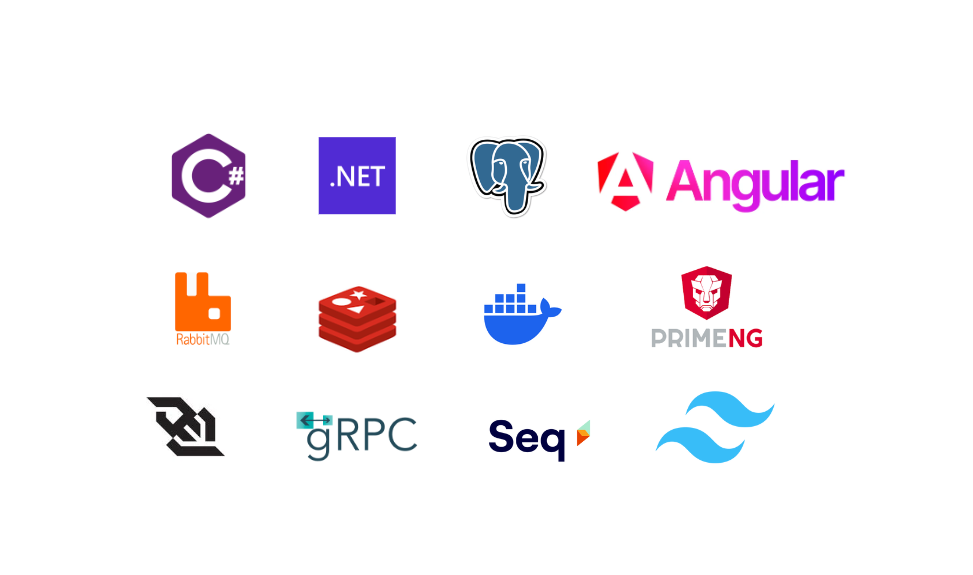 C#
.NET
Angular
RabbitMQ
PRIMENG
gRPC
Seq